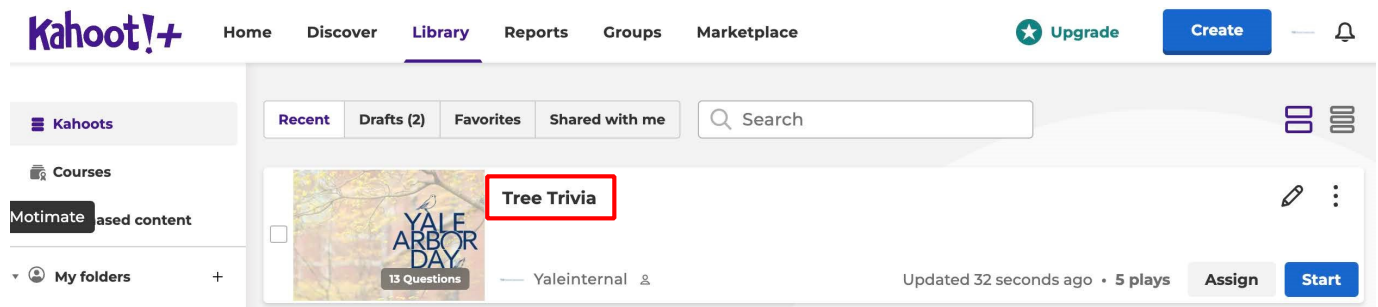 Kahoot!+ Home Discover Library Reports Groups Marketplace Upgrade Create
Kahoots
Recent Drafts (2) Favorites Shared with me Search
Courses
Motimate ased content
Tree Trivia
YALE
ARBOR
DAY
13 Questions
My folders +
Yaleinternal Updated 32 seconds ago • 5 plays Assign Start